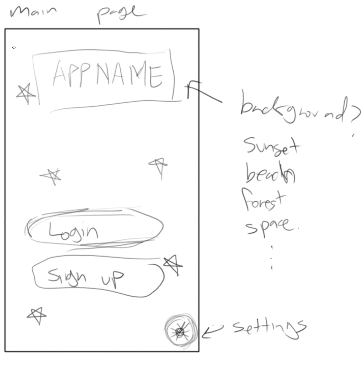 main page
APPNAME
background?
sunset
beach
forest
space.
Login
Sign up
settings